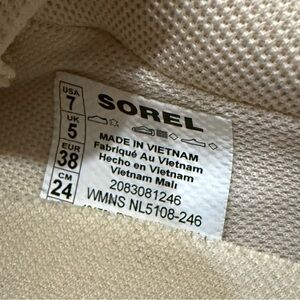 USA
7
UK
5
EUR
38
CM
24
SOREL
MADE IN VIETNAM
Fabriqué Au Vietnam
Hecho en Vietnam
Vietnam Malı
2083081246
WMNS NL5108-246